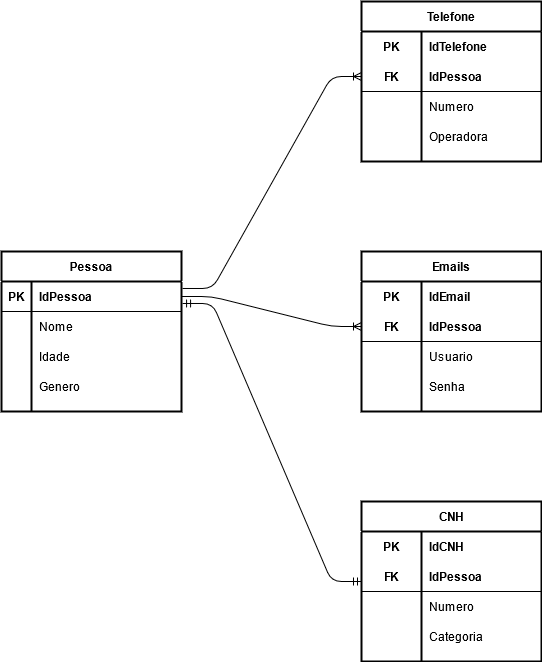 Telefone
PK IdTelefone
FK IdPessoa
Numero
Operadora
Pessoa
PK IdPessoa
Nome
Idade
Genero
Emails
PK IdEmail
FK IdPessoa
Usuario
Senha
CNH
PK IdCNH
FK IdPessoa
Numero
Categoria